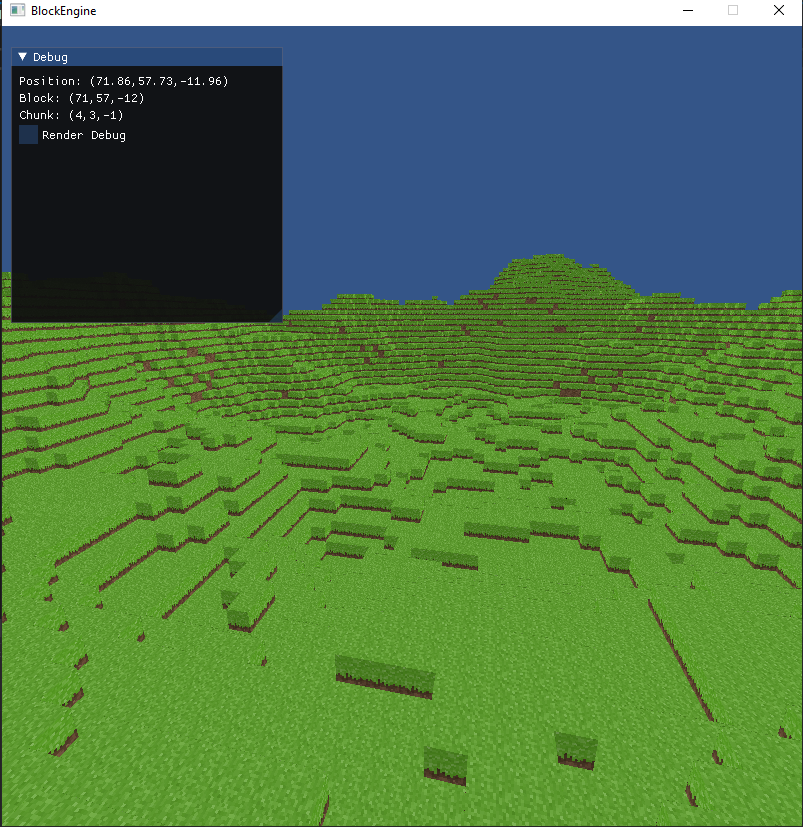 BlockEngine
Debug
Position: (71.86,57.73,-11.96)
Block: (71,57,-12)
Chunk: (4,3,-1)
Render Debug